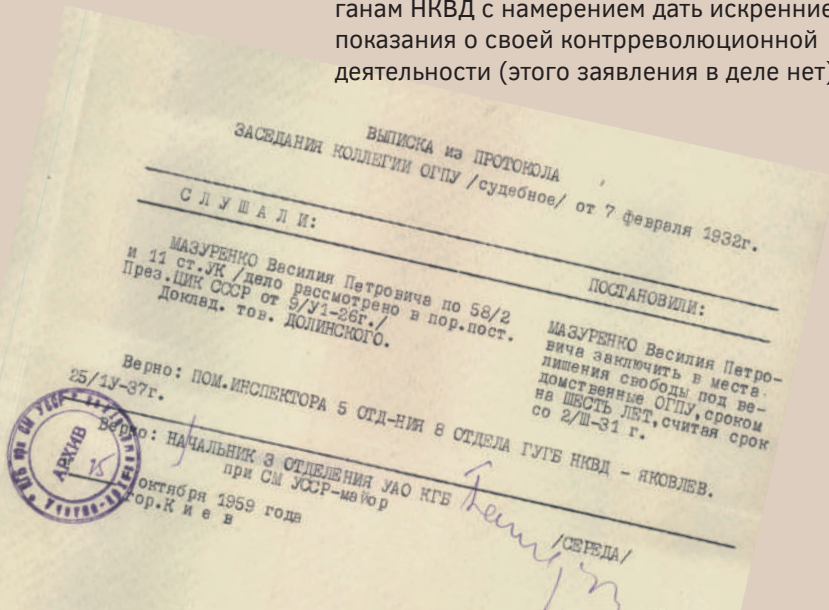 ганам НКВД с намерением дать искренние
показания о своей контрреволюционной
деятельности (этого заявления в деле нет)
ВЫПИСКА из ПРОТОКОЛА
ЗАСЕДАНИЯ КОЛЛЕГИИ ОГПУ /судебное/ от 7 февраля 1932г.
С Л У Ш А Л И:
МАЗУРЕНКО Василия Петровича по 58/2
и 11 ст.УК /дело рассмотрено в пор.пост.
През.ЦИК СССР от 9/У1-26г./
Доклад. тов. ДОЛИНСКОГО.
ПОСТАНОВИЛИ:
МАЗУРЕНКО Василия Петро-
вича заключить в места
лишения свободы под ве-
домственные ОГПУ, сроком
на ШЕСТЬ ЛЕТ, считая срок
со 2/Ш-31 г.
Верно: ПОМ.ИНСПЕКТОРА 5 ОТД-НИЯ 8 ОТДЕЛА ГУГБ НКВД - ЯКОВЛЕВ.
25/1У-37г.
Верно: НАЧАЛЬНИК 3 ОТДЕЛЕНИЯ УАО КГБ
при СМ УССР-майор
/СЕРЕДА/
октября 1959 года
гор.К и е в
АРХИВ
15